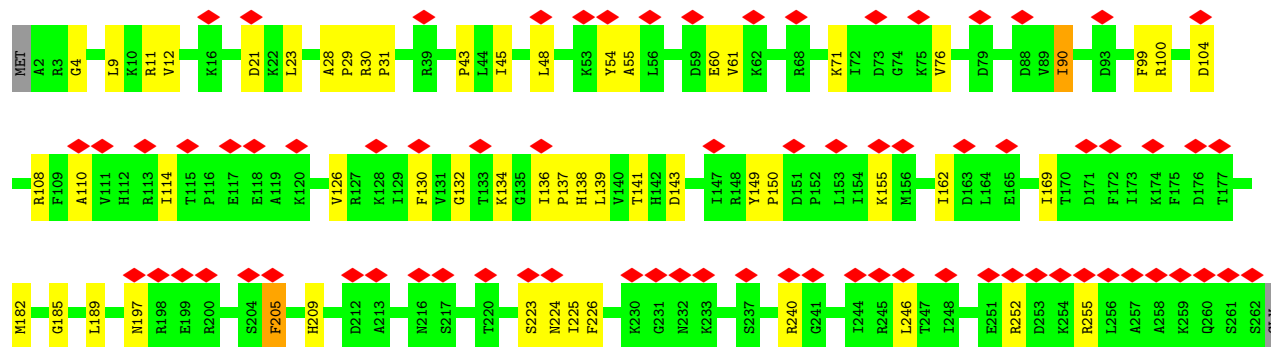 MET A2 R3 G4 L9 K10 R11 V12 K16 D21 K22 L23 A28 P29 R30 P31 R39 P43 L44 I45 L48 K53 Y54 A55 L56 D59 E60 V61 K62 R68 K71 I72 D73 G74 K75 V76 D79 D88 V89 I90 D93 F99 R100 D104
R108 F109 A110 V111 H112 R113 I114 T115 P116 E117 E118 A119 K120 V126 R127 K128 I129 F130 V131 G132 T133 K134 G135 I136 P137 H138 L139 V140 T141 H142 D143 I147 R148 Y149 P150 D151 P152 L153 I154 K155 M156 I162 D163 L164 E165 I169 T170 D171 F172 I173 K174 F175 D176 T177
M182 G185 L189 N197 R198 E199 R200 S204 F205 H209 D212 A213 N216 S217 T220 S223 N224 I225 F226 K230 G231 N232 K233 S237 R240 G241 I244 R245 L246 T247 I248 E251 R252 D253 K254 R255 L256 A257 A258 K259 Q260 S261 S262